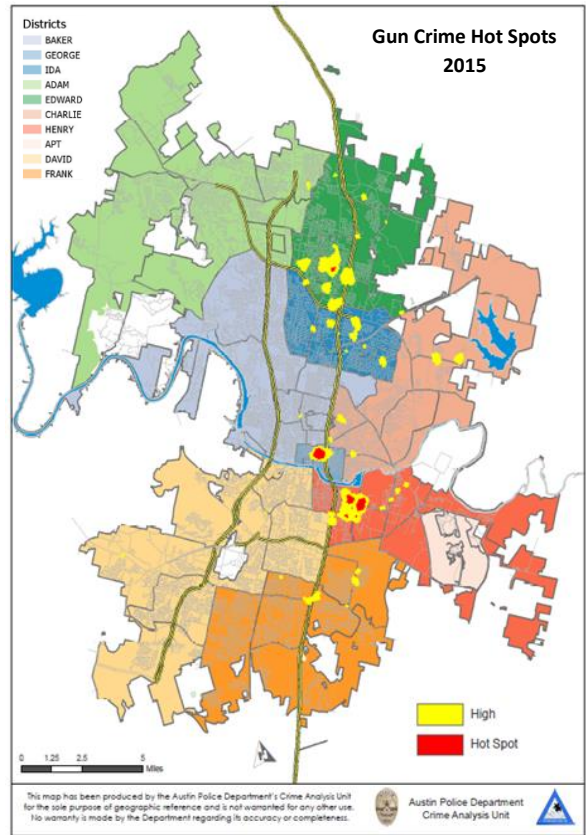 Gun Crime Hot Spots
2015
Districts
BAKER
GEORGE
IDA
ADAM
EDWARD
CHARLIE
HENRY
APT
DAVID
FRANK
High
Hot Spot
0 1.25 2.5 5
Miles
This map has been produced by the Austin Police Department's Crime Analysis Unit
for the sole purpose of geographic reference and is not warranted for any other use.
No warranty is made by the Department regarding its accuracy or completeness.
Austin Police Department
Crime Analysis Unit